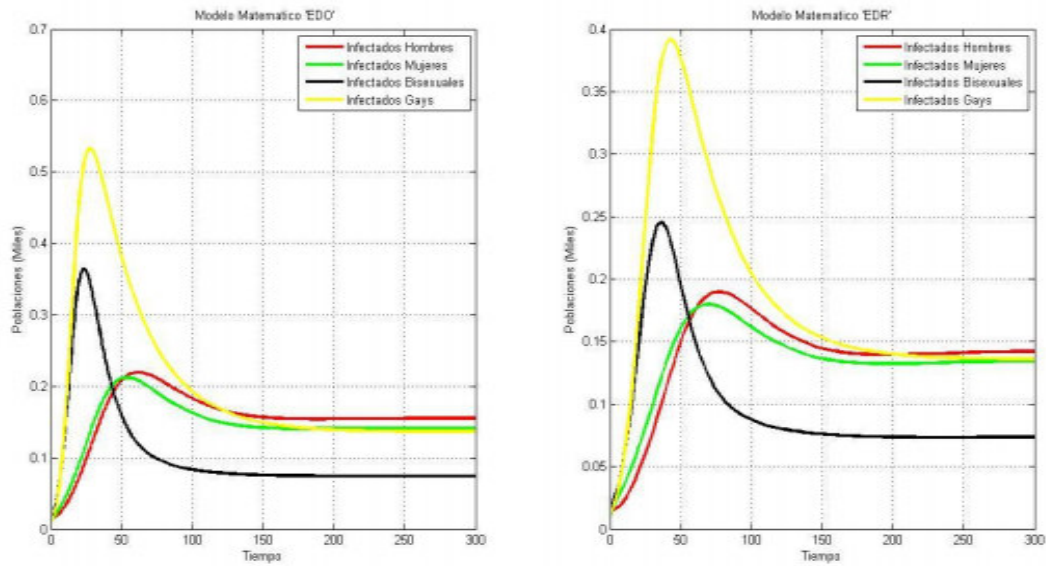 Modelo Matematico 'EDO'
0.7
0.6
0.5
0.4
0.3
0.2
0.1
0
Poblaciones (Miles)
Infectados Hombres
Infectados Mujeres
Infectados Bisexuales
Infectados Gays
0 50 100 150 200 250 300
Tiempo
Modelo Matematico 'EDR'
0.4
0.35
0.3
0.25
0.2
0.15
0.1
0.05
0
Poblaciones (Miles)
Infectados Hombres
Infectados Mujeres
Infectados Bisexuales
Infectados Gays
0 50 100 150 200 250 300
Tiempo